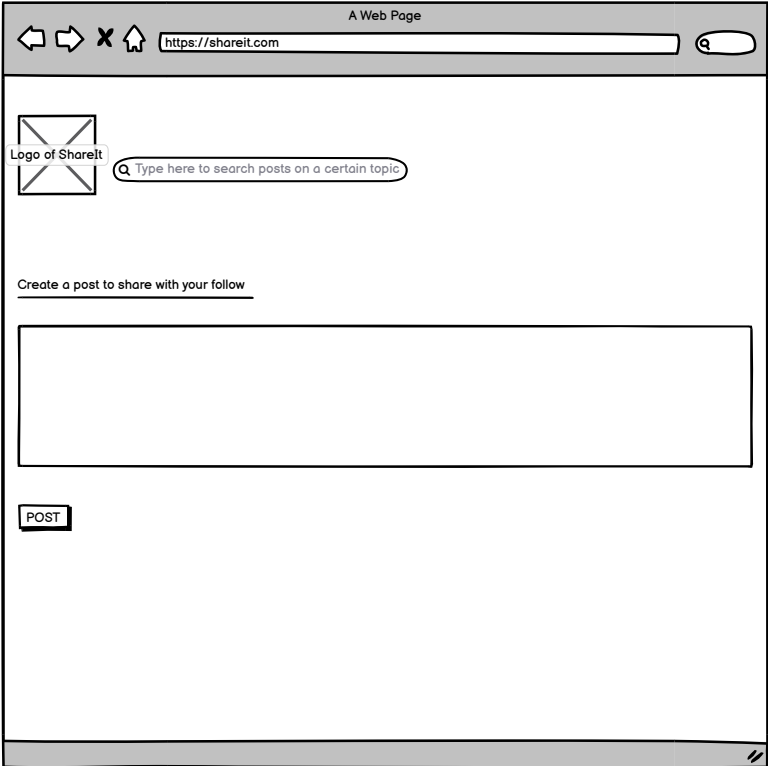 A Web Page
https://shareit.com
Logo of ShareIt
Type here to search posts on a certain topic
Create a post to share with your follow
POST